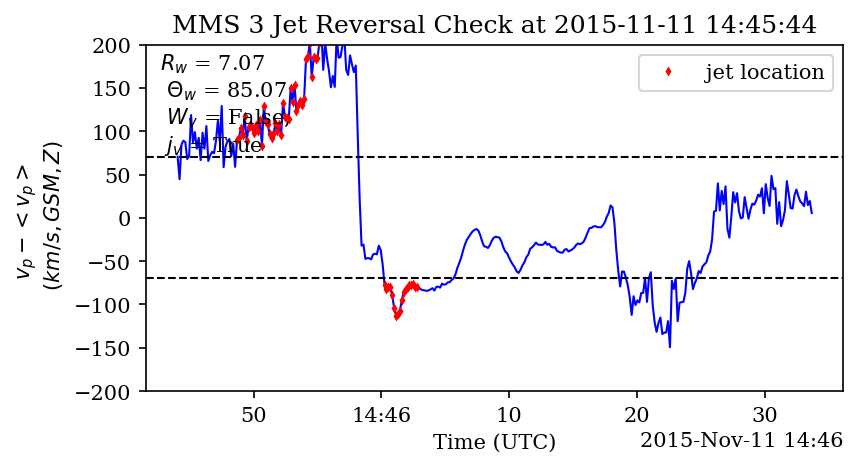 MMS 3 Jet Reversal Check at 2015-11-11 14:45:44
R_w = 7.07
Θ_w = 85.07
W_v = False,
j_v = True
jet location
v_p − < v_p >
(km/s, GSM, Z)
200
150
100
50
0
−50
−100
−150
−200
50
14:46
10
20
30
Time (UTC)
2015-Nov-11 14:46